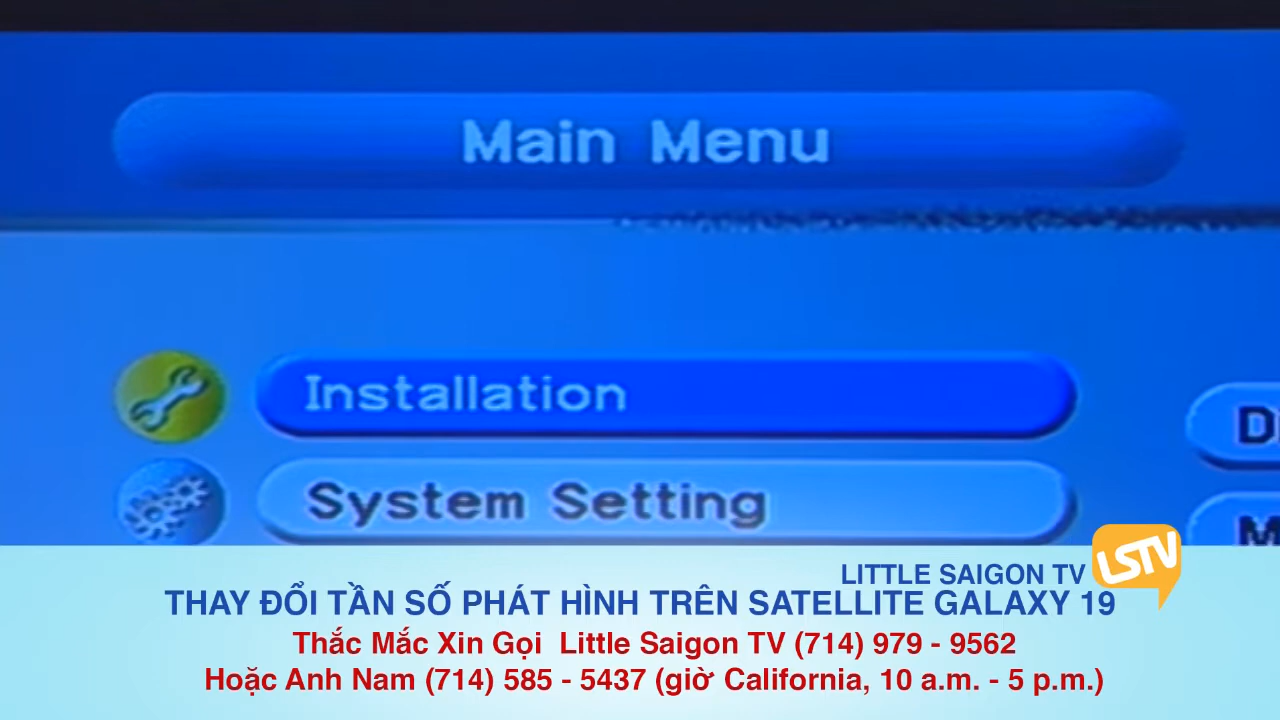 Main Menu
Installation
System Setting
LITTLE SAIGON TV LSTV
THAY ĐỔI TẦN SỐ PHÁT HÌNH TRÊN SATELLITE GALAXY 19
Thắc Mắc Xin Gọi Little Saigon TV (714) 979 - 9562
Hoặc Anh Nam (714) 585 - 5437 (giờ California, 10 a.m. - 5 p.m.)